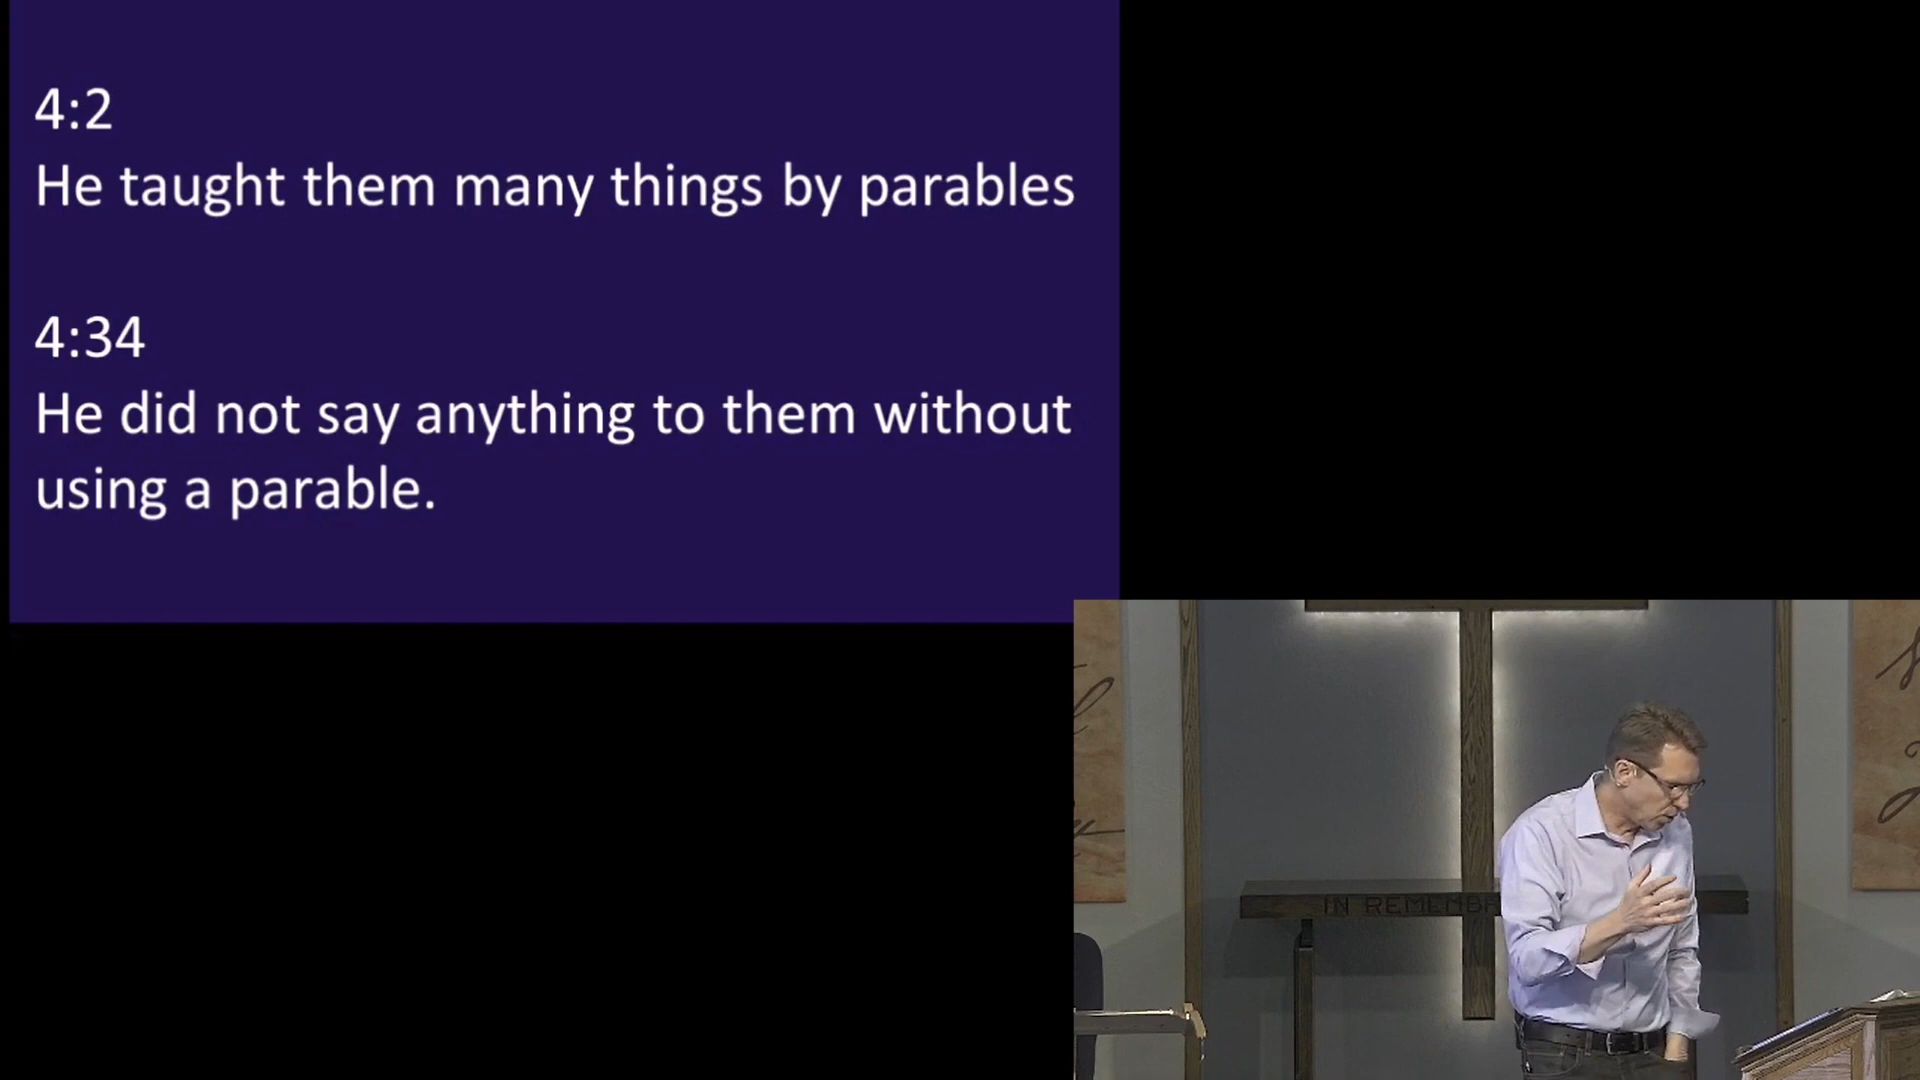 4:2
He taught them many things by parables
4:34
He did not say anything to them without
using a parable.
IN REMEMBR